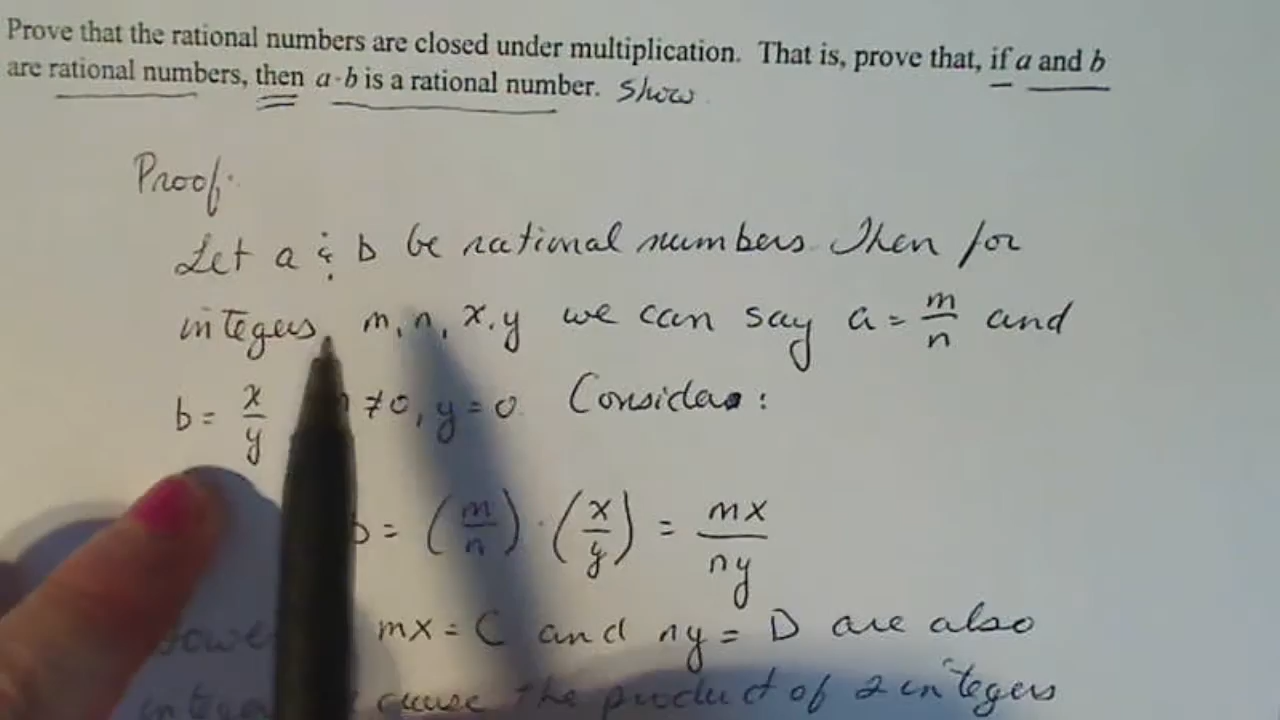 Prove that the rational numbers are closed under multiplication. That is, prove that, if a and b
are rational numbers, then a·b is a rational number. Show
Proof:
Let a & b be rational numbers. Then for
integers, m, n, x, y we can say a = m/n and
b = x/y ≠0, y = 0. Consider:
b = (m/n) · (x/y) = mx/ny
mx = C and ny = D are also
the product of 2 integers